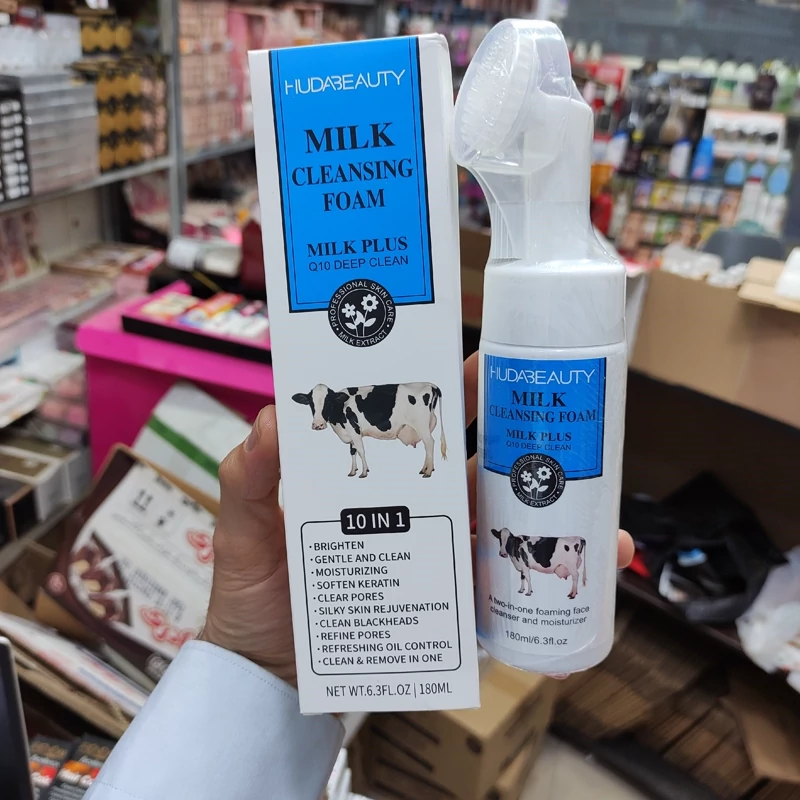 HUDABEAUTY
MILK
CLEANSING
FOAM
MILK PLUS
Q10 DEEP CLEAN
PROFESSIONAL SKIN CARE
MILK EXTRACT
10 IN 1
· BRIGHTEN
· GENTLE AND CLEAN
· MOISTURIZING
· SOFTEN KERATIN
· CLEAR PORES
· SILKY SKIN REJUVENATION
· CLEAN BLACKHEADS
· REFINE PORES
· REFRESHING OIL CONTROL
· CLEAN & REMOVE IN ONE
NET WT.6.3FL.OZ | 180ML
HUDABEAUTY
MILK
CLEANSING FOAM
MILK PLUS
Q10 DEEP CLEAN
PROFESSIONAL SKIN CARE
MILK EXTRACT
A two-in-one foaming face
cleanser and moisturizer
180ml/6.3fl.oz